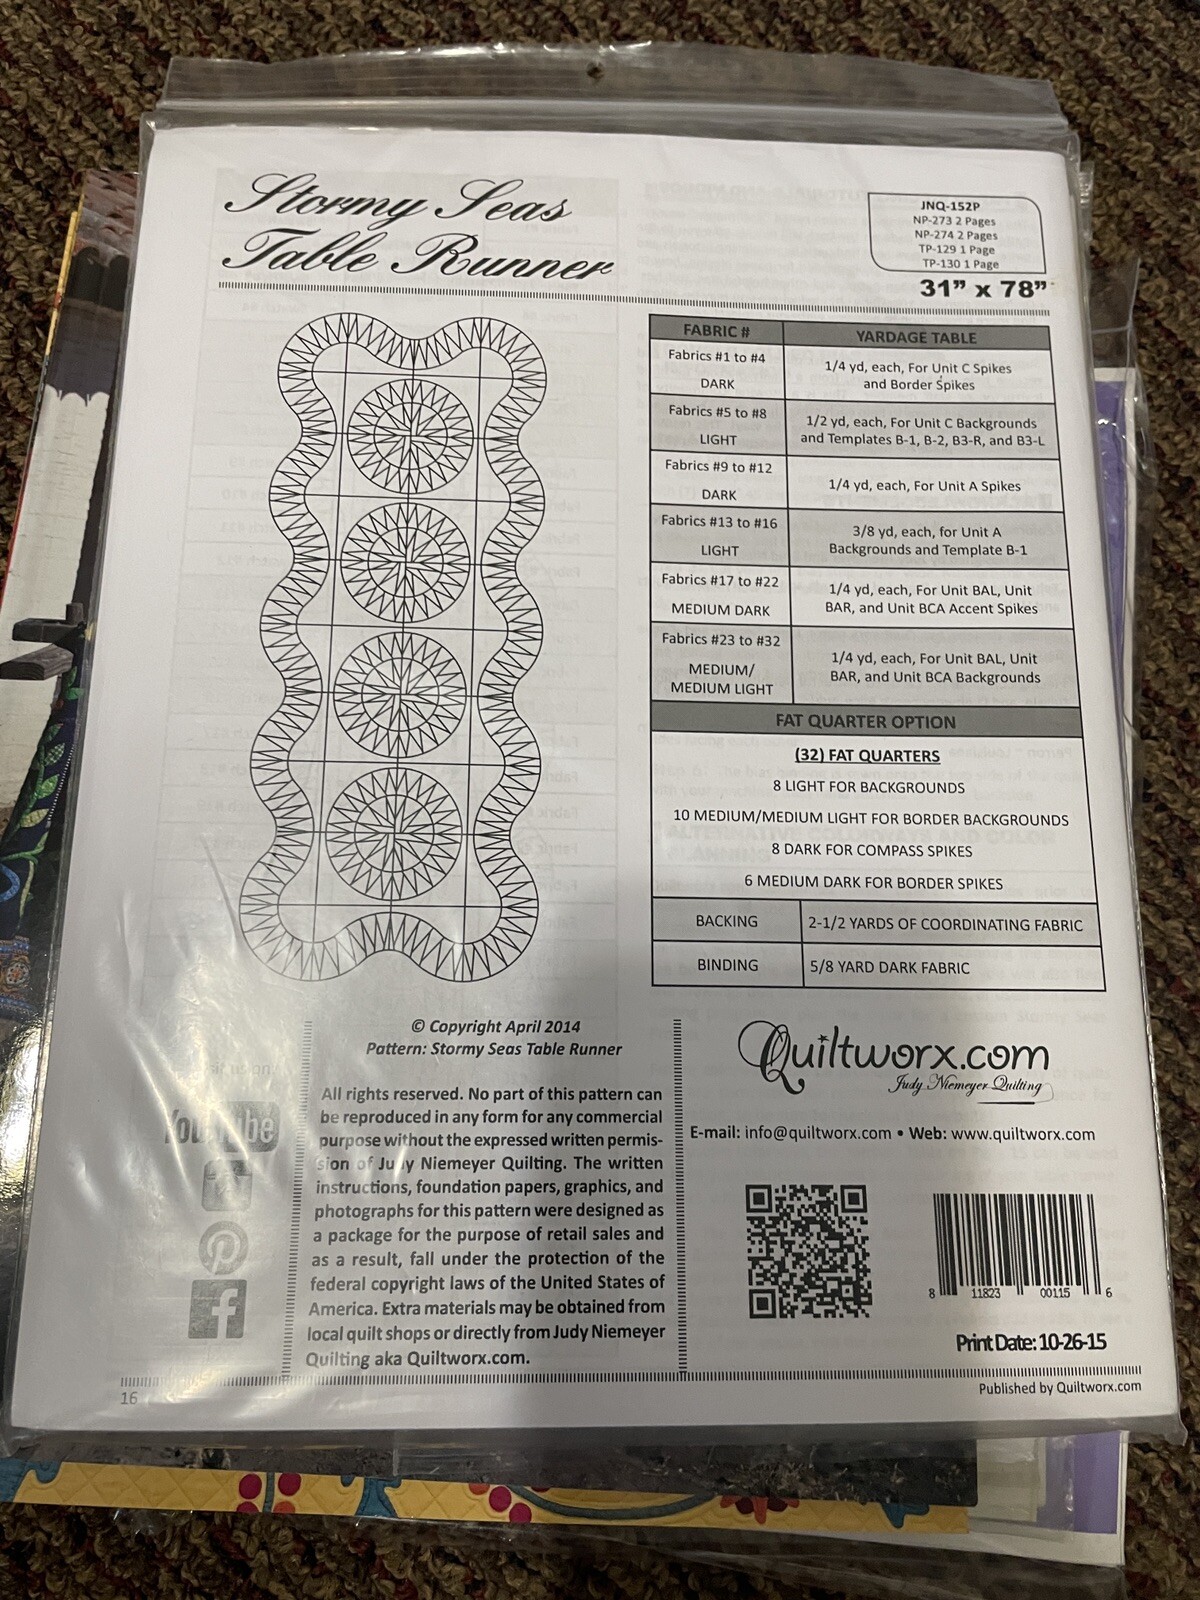 Stormy Seas
Table Runner
JNQ-152P
NP-273 2 Pages
NP-274 2 Pages
TP-129 1 Page
TP-130 1 Page
31” x 78”
FABRIC # YARDAGE TABLE
Fabrics #1 to #4
DARK
1/4 yd, each, For Unit C Spikes
and Border Spikes
Fabrics #5 to #8
LIGHT
1/2 yd, each, For Unit C Backgrounds
and Templates B-1, B-2, B3-R, and B3-L
Fabrics #9 to #12
DARK
1/4 yd, each, For Unit A Spikes
Fabrics #13 to #16
LIGHT
3/8 yd, each, for Unit A
Backgrounds and Template B-1
Fabrics #17 to #22
MEDIUM DARK
1/4 yd, each, For Unit BAL, Unit
BAR, and Unit BCA Accent Spikes
Fabrics #23 to #32
MEDIUM/
MEDIUM LIGHT
1/4 yd, each, For Unit BAL, Unit
BAR, and Unit BCA Backgrounds
FAT QUARTER OPTION
(32) FAT QUARTERS
8 LIGHT FOR BACKGROUNDS
10 MEDIUM/MEDIUM LIGHT FOR BORDER BACKGROUNDS
8 DARK FOR COMPASS SPIKES
6 MEDIUM DARK FOR BORDER SPIKES
BACKING 2-1/2 YARDS OF COORDINATING FABRIC
BINDING 5/8 YARD DARK FABRIC
© Copyright April 2014
Pattern: Stormy Seas Table Runner
All rights reserved. No part of this pattern can
be reproduced in any form for any commercial
purpose without the expressed written permis-
sion of Judy Niemeyer Quilting. The written
instructions, foundation papers, graphics, and
photographs for this pattern were designed as
a package for the purpose of retail sales and
as a result, fall under the protection of the
federal copyright laws of the United States of
America. Extra materials may be obtained from
local quilt shops or directly from Judy Niemeyer
Quilting aka Quiltworx.com.
visit us on:
YouTube
Quiltworx.com
Judy Niemeyer Quilting
E-mail: info@quiltworx.com • Web: www.quiltworx.com
8 11823 00115 6
Print Date: 10-26-15
16
Published by Quiltworx.com